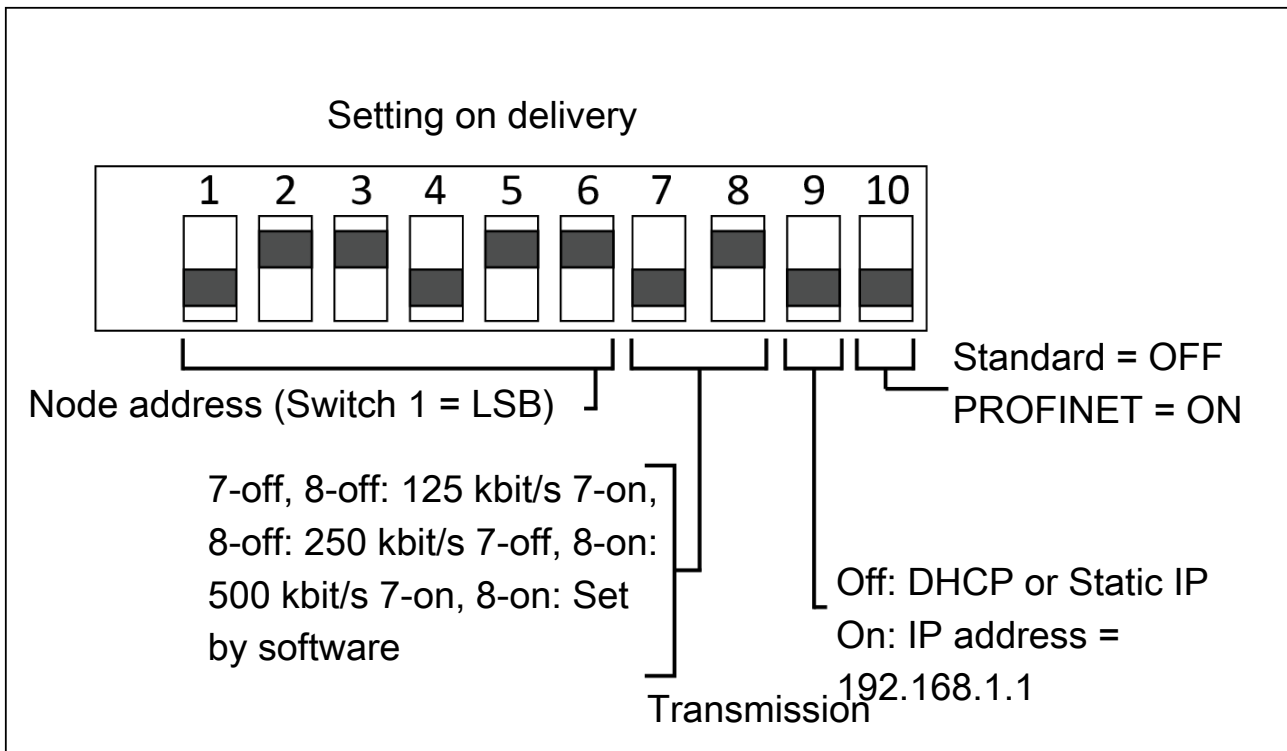 Setting on delivery
1 2 3 4 5 6 7 8 9 10
Node address (Switch 1 = LSB)
Standard = OFF
PROFINET = ON
7-off, 8-off: 125 kbit/s 7-on,
8-off: 250 kbit/s 7-off, 8-on:
500 kbit/s 7-on, 8-on: Set
by software
Transmission
Off: DHCP or Static IP
On: IP address =
192.168.1.1